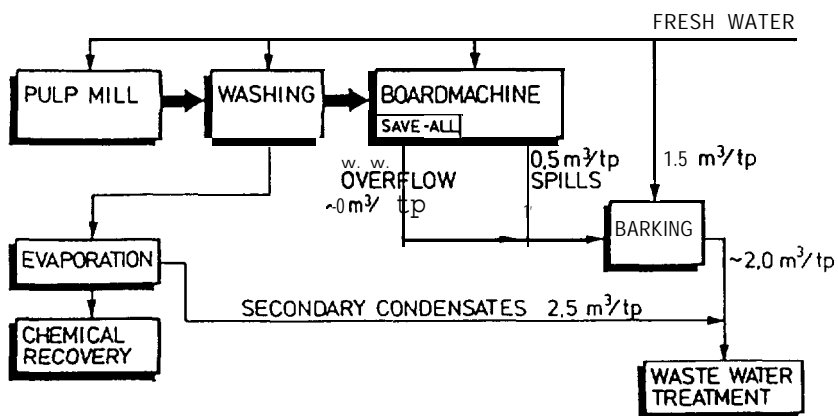 FRESH WATER
PULP MILL
WASHING
BOARDMACHINE
SAVE-ALL
w. w.
OVERFLOW
~0 m³/ tp
0,5 m³/tp
SPILLS
1.5 m³/tp
BARKING
~2,0 m³/tp
EVAPORATION
SECONDARY CONDENSATES 2,5 m³/tp
CHEMICAL
RECOVERY
WASTE WATER
TREATMENT